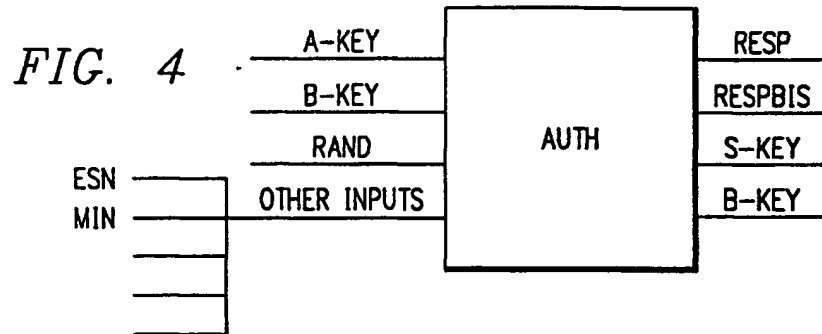 FIG. 4
A-KEY
B-KEY
RAND
OTHER INPUTS
ESN
MIN
AUTH
RESP
RESPBIS
S-KEY
B-KEY